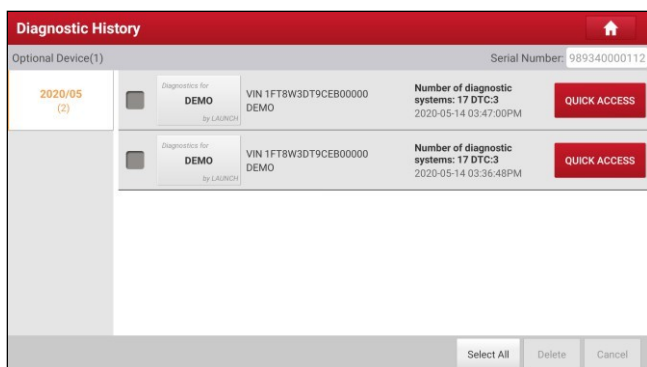 Diagnostic History
Optional Device(1)
Serial Number: 989340000112
2020/05
(2)
Diagnostics for
DEMO
by LAUNCH
VIN 1FT8W3DT9CEB00000
DEMO
Number of diagnostic
systems: 17 DTC:3
2020-05-14 03:47:00PM
QUICK ACCESS
Diagnostics for
DEMO
by LAUNCH
VIN 1FT8W3DT9CEB00000
DEMO
Number of diagnostic
systems: 17 DTC:3
2020-05-14 03:36:48PM
QUICK ACCESS
Select All
Delete
Cancel